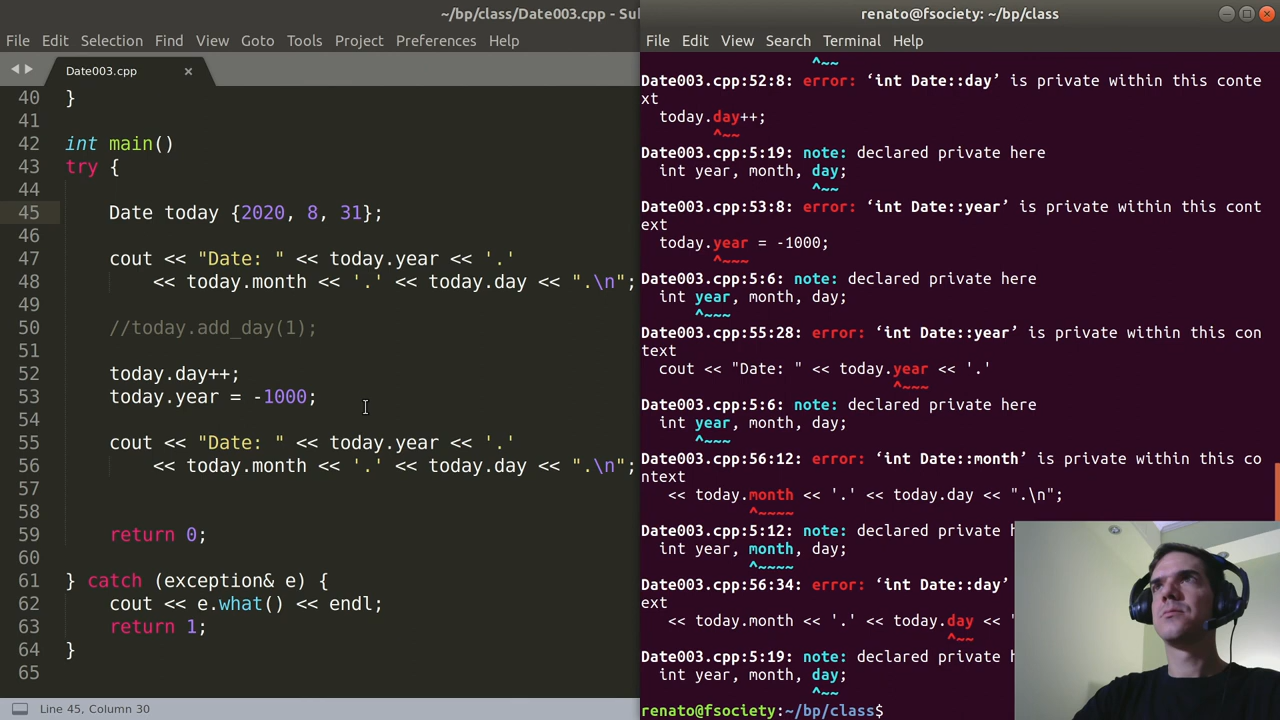 ~/bp/class/Date003.cpp - Su
File Edit Selection Find View Goto Tools Project Preferences Help
Date003.cpp ×
40 }
41
42 int main()
43 try {
44
45 Date today {2020, 8, 31};
46
47 cout << "Date: " << today.year << '.'
48 << today.month << '.' << today.day << ".\n";
49
50 //today.add_day(1);
51
52 today.day++;
53 today.year = -1000;
54
55 cout << "Date: " << today.year << '.'
56 << today.month << '.' << today.day << ".\n";
57
58
59 return 0;
60
61 } catch (exception& e) {
62 cout << e.what() << endl;
63 return 1;
64 }
65
Line 45, Column 30
renato@fsociety: ~/bp/class
File Edit View Search Terminal Help
^~~
Date003.cpp:52:8: error: ‘int Date::day’ is private within this conte
xt
today.day++;
^~~
Date003.cpp:5:19: note: declared private here
int year, month, day;
^~~
Date003.cpp:53:8: error: ‘int Date::year’ is private within this cont
ext
today.year = -1000;
^~~~
Date003.cpp:5:6: note: declared private here
int year, month, day;
^~~~
Date003.cpp:55:28: error: ‘int Date::year’ is private within this con
text
cout << "Date: " << today.year << '.'
^~~~
Date003.cpp:5:6: note: declared private here
int year, month, day;
^~~~
Date003.cpp:56:12: error: ‘int Date::month’ is private within this co
ntext
<< today.month << '.' << today.day << ".\n";
^~~~~
Date003.cpp:5:12: note: declared private h
int year, month, day;
^~~~~
Date003.cpp:56:34: error: ‘int Date::day’
ext
<< today.month << '.' << today.day << '
^~~
Date003.cpp:5:19: note: declared private h
int year, month, day;
^~~
renato@fsociety:~/bp/class$